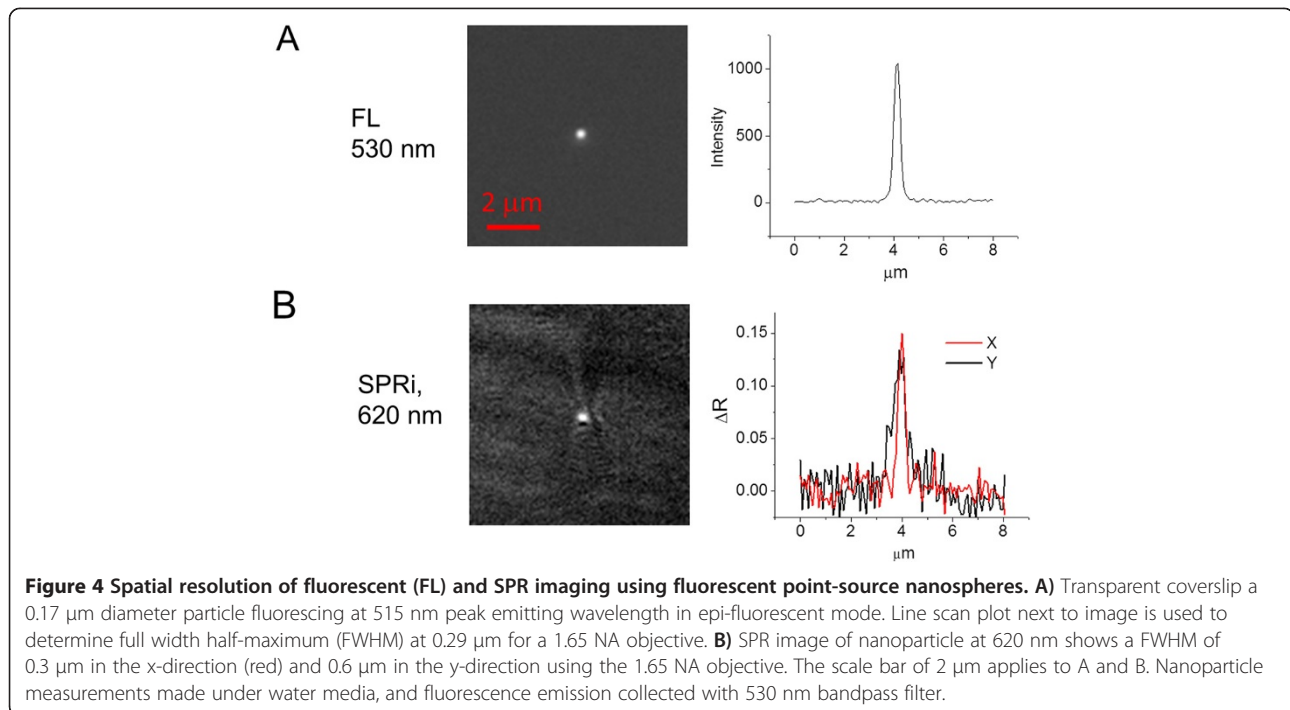 A
FL
530 nm
2 μm
Intensity
1000
500
0
0 2 4 6 8
μm
B
SPRi,
620 nm
ΔR
0.15
0.10
0.05
0.00
X
Y
0 2 4 6 8
μm
Figure 4 Spatial resolution of fluorescent (FL) and SPR imaging using fluorescent point-source nanospheres. A) Transparent coverslip a
0.17 μm diameter particle fluorescing at 515 nm peak emitting wavelength in epi-fluorescent mode. Line scan plot next to image is used to
determine full width half-maximum (FWHM) at 0.29 μm for a 1.65 NA objective. B) SPR image of nanoparticle at 620 nm shows a FWHM of
0.3 μm in the x-direction (red) and 0.6 μm in the y-direction using the 1.65 NA objective. The scale bar of 2 μm applies to A and B. Nanoparticle
measurements made under water media, and fluorescence emission collected with 530 nm bandpass filter.